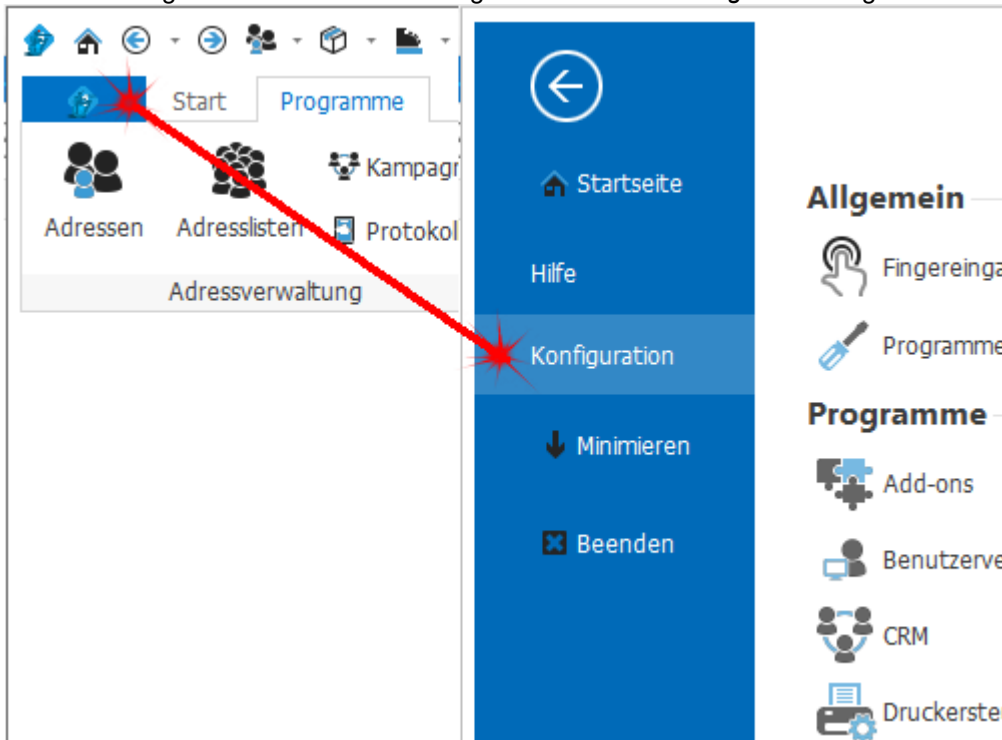 Start
Programme
Adressen
Adresslisten
Kampagn
Protokol
Adressverwaltung
Startseite
Hilfe
Konfiguration
Minimieren
Beenden
Allgemein
Fingereinga
Programme
Programme
Add-ons
Benutzerve
CRM
Druckerste